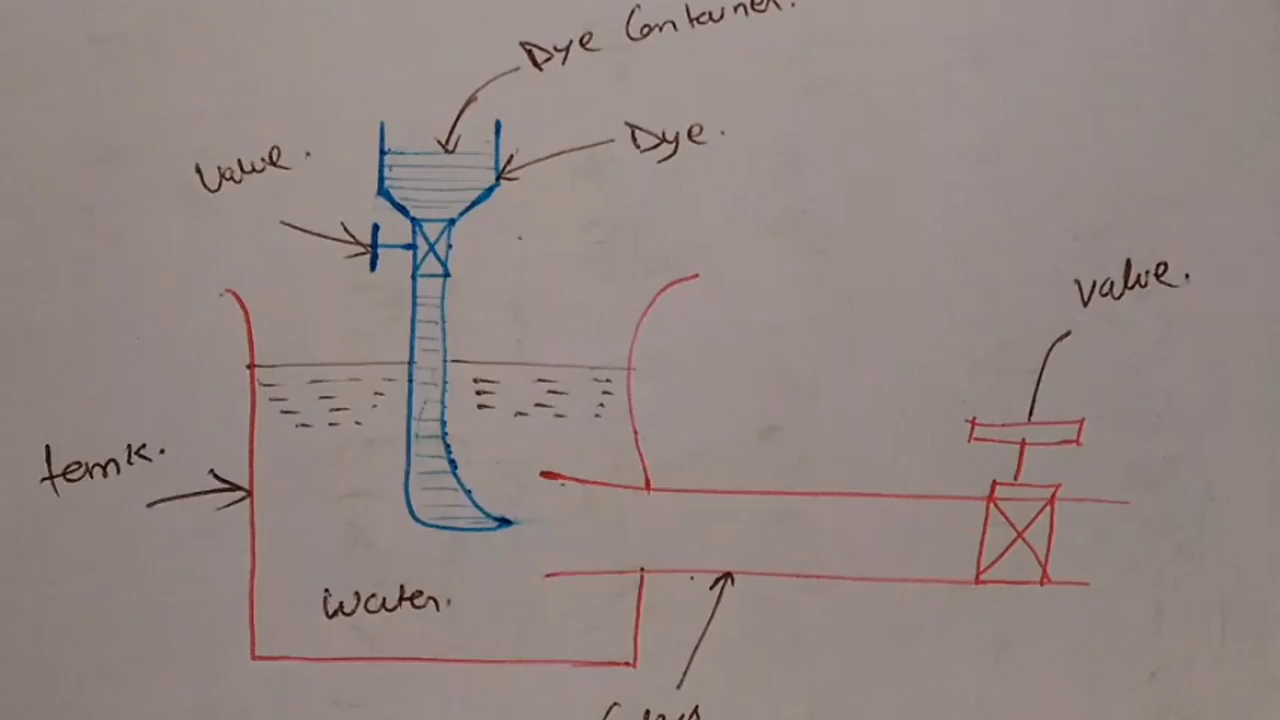 Dye Container.
Dye.
Valve.
Valve.
tank.
Water.